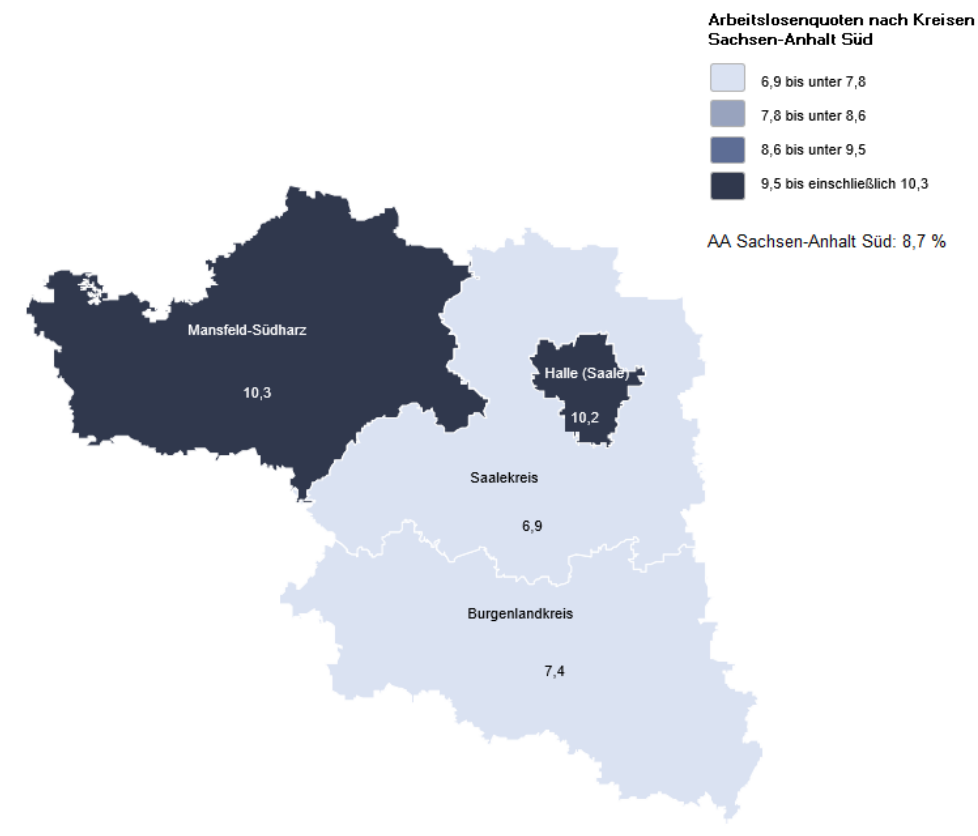 Arbeitslosenquoten nach Kreisen
Sachsen-Anhalt Süd
6,9 bis unter 7,8
7,8 bis unter 8,6
8,6 bis unter 9,5
9,5 bis einschließlich 10,3
AA Sachsen-Anhalt Süd: 8,7 %
Mansfeld-Südharz
10,3
Halle (Saale)
10,2
Saalekreis
6,9
Burgenlandkreis
7,4